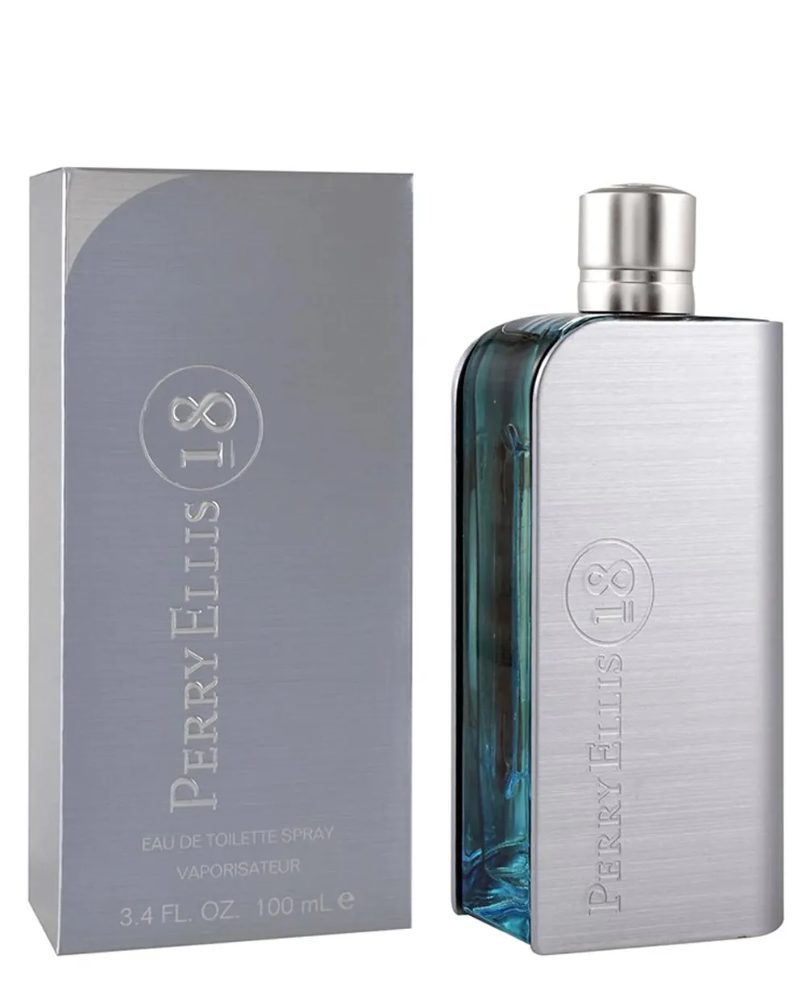 PERRY ELLIS 18
EAU DE TOILETTE SPRAY
VAPORISATEUR
3.4 FL. OZ. 100 mL ℮
PERRY ELLIS 18